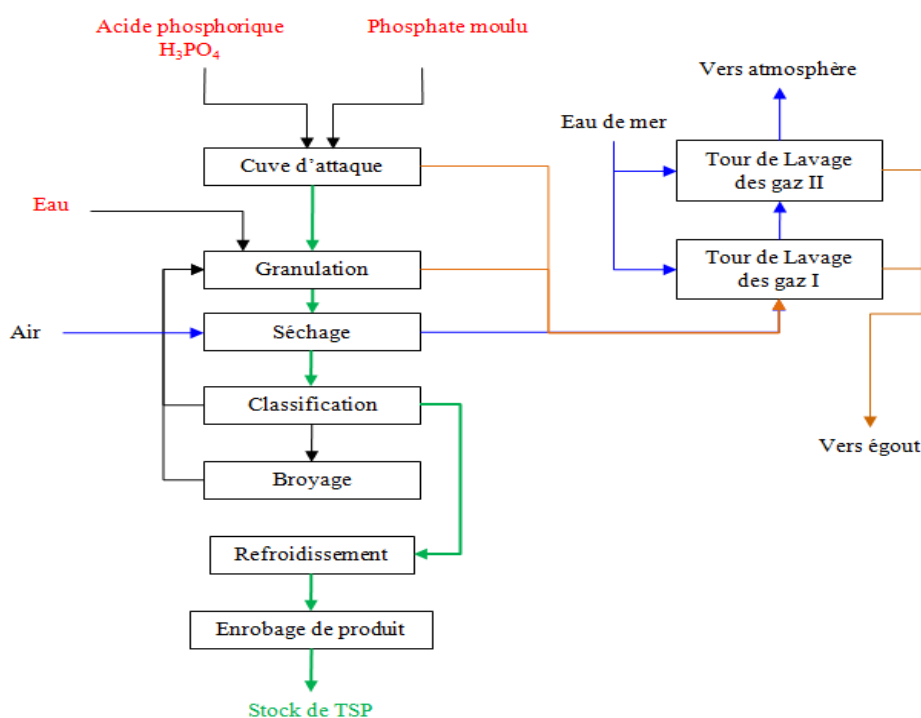 Acide phosphorique
H₃PO₄
Phosphate moulu
Vers atmosphère
Eau de mer
Cuve d'attaque
Tour de Lavage
des gaz II
Eau
Granulation
Tour de Lavage
des gaz I
Air
Séchage
Classification
Vers égout
Broyage
Refroidissement
Enrobage de produit
Stock de TSP